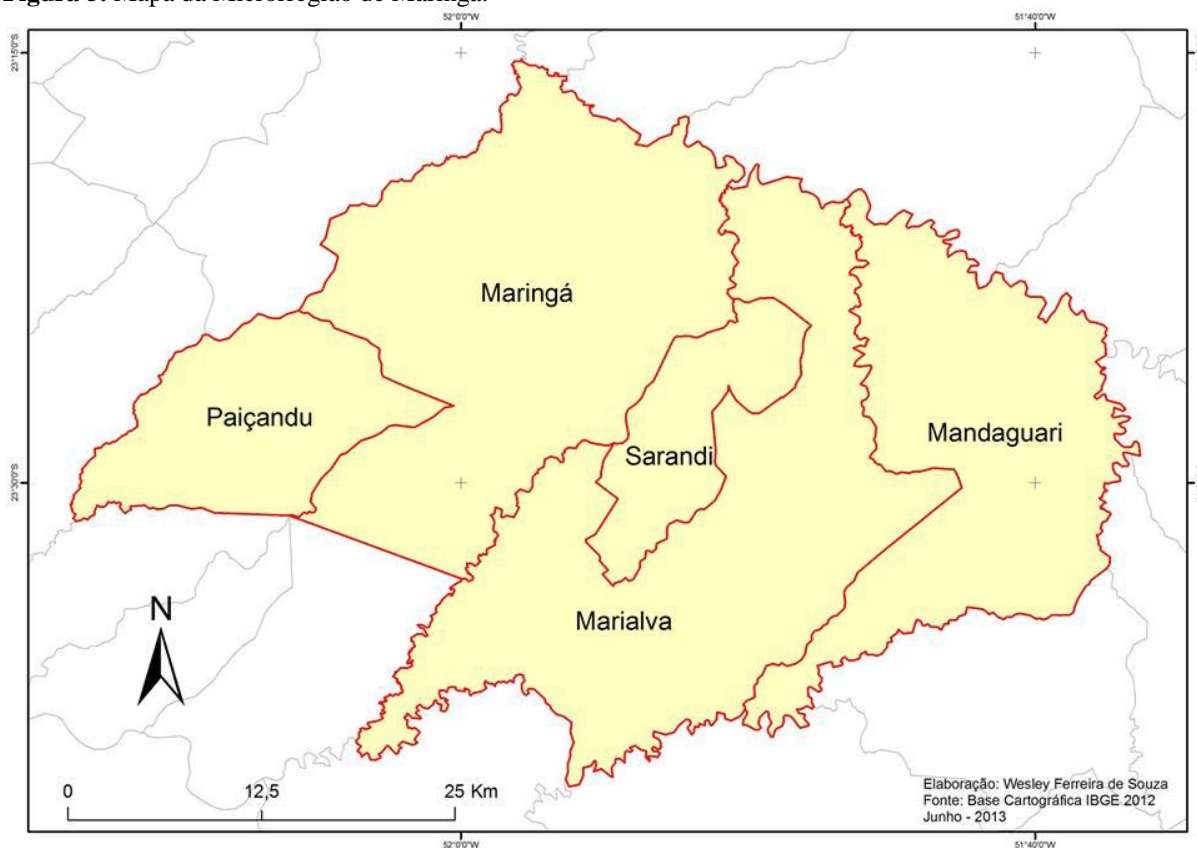 Figura 3. Mapa da Microrregião de Maringá.
52°0'0"W
51°40'0"W
23°15'0"S
Maringá
Paiçandu
Mandaguari
Sarandi
23°30'0"S
Marialva
N
0
12,5
25 Km
Elaboração: Wesley Ferreira de Souza
Fonte: Base Cartográfica IBGE 2012
Junho - 2013
52°0'0"W
51°40'0"W